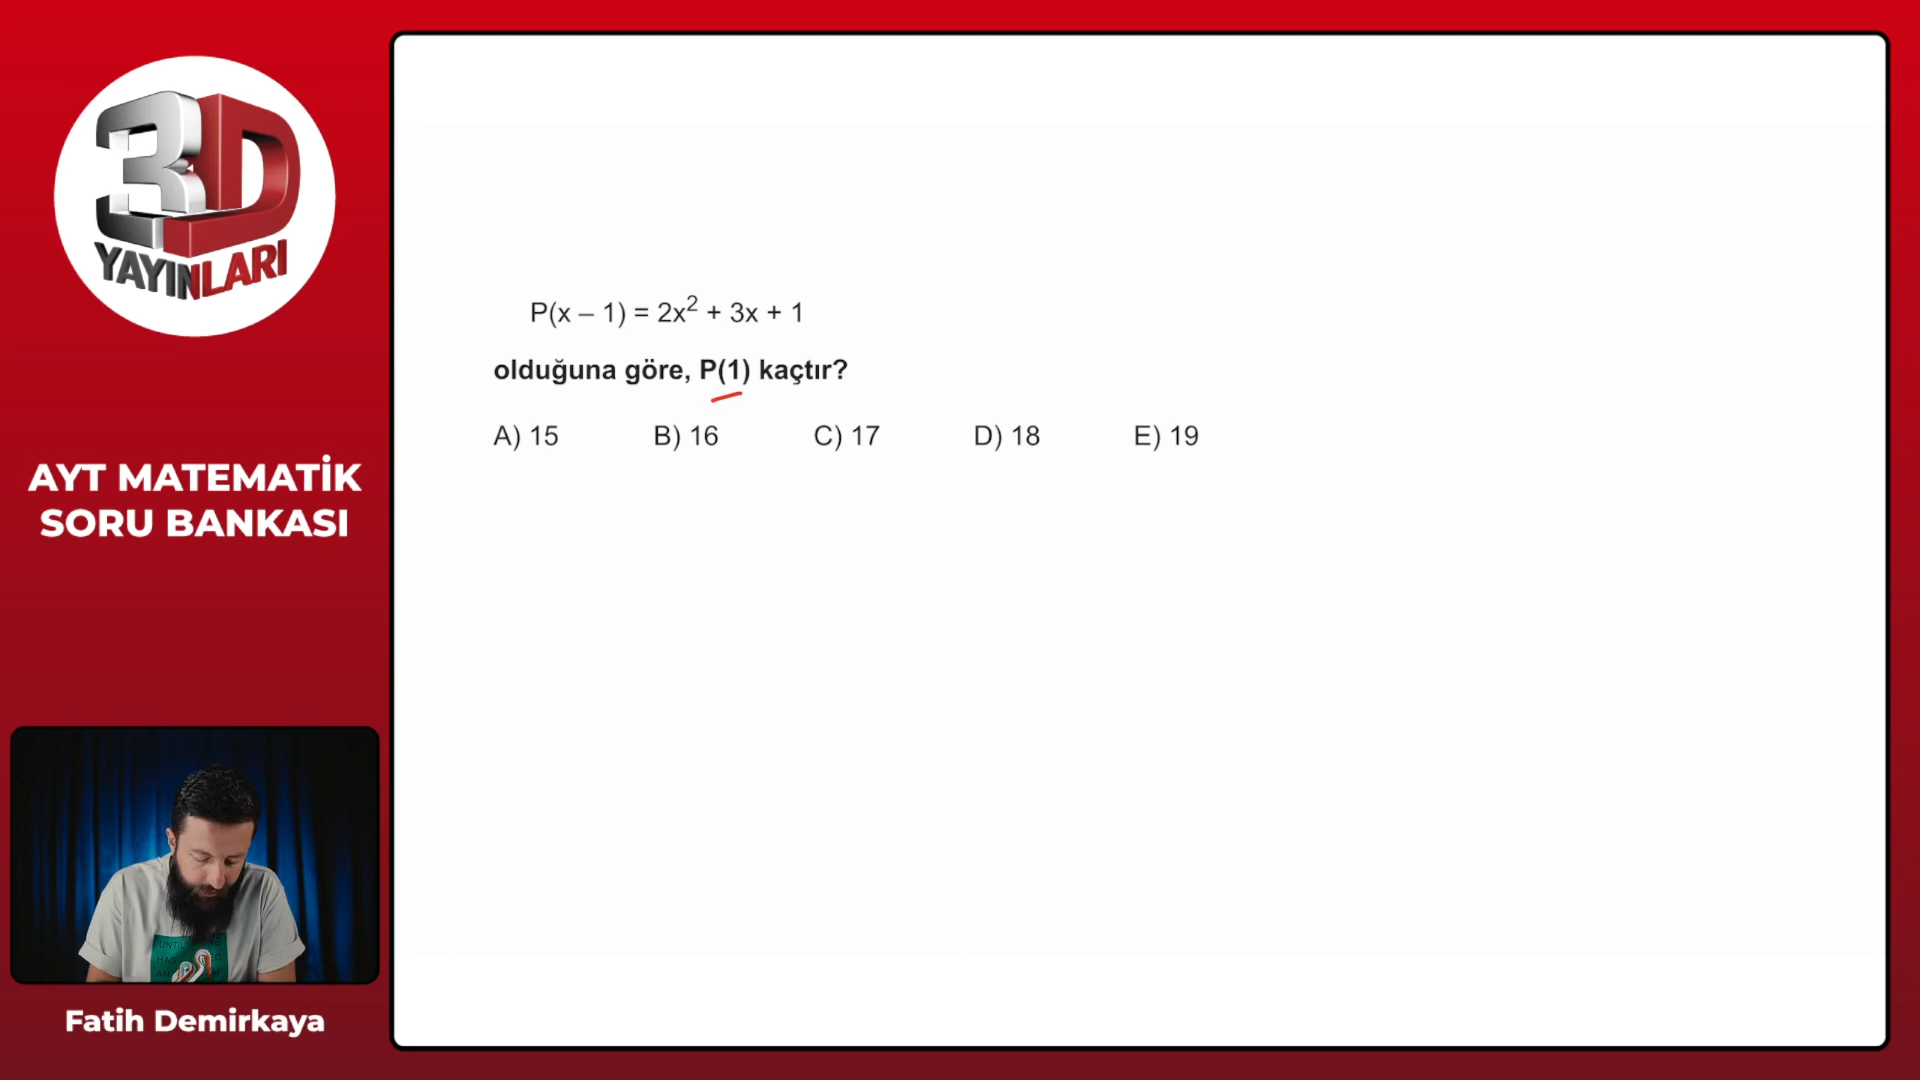 3D
YAYINLARI
AYT MATEMATİK
SORU BANKASI
P(x – 1) = 2x² + 3x + 1
olduğuna göre, P(1) kaçtır?
A) 15 B) 16 C) 17 D) 18 E) 19
Fatih Demirkaya